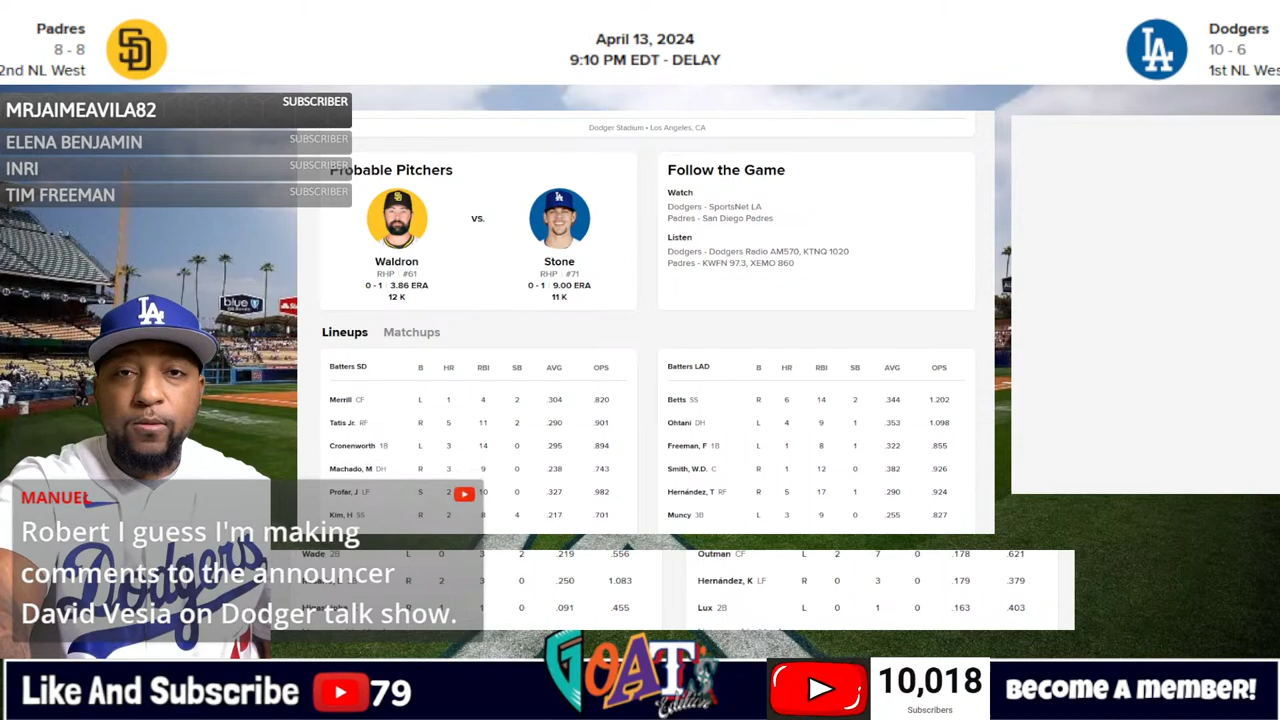 Padres
8 - 8
2nd NL West
SD
April 13, 2024
9:10 PM EDT - DELAY
LA
Dodgers
10 - 6
1st NL Wes
MRJAIMEAVILA82 SUBSCRIBER
ELENA BENJAMIN SUBSCRIBER
INRI SUBSCRIBER
TIM FREEMAN SUBSCRIBER
Dodger Stadium • Los Angeles, CA
Probable Pitchers
VS.
Waldron
RHP #61
0 - 1 3.86 ERA
12 K
Stone
RHP #71
0 - 1 9.00 ERA
11 K
Follow the Game
Watch
Dodgers - SportsNet LA
Padres - San Diego Padres
Listen
Dodgers - Dodgers Radio AM570, KTNQ 1020
Padres - KWFN 97.3, XEMO 860
Lineups Matchups
Batters SD B HR RBI SB AVG OPS
Merrill CF L 1 4 2 .304 .820
Tatis Jr. RF R 5 11 2 .290 .901
Cronenworth 1B L 3 14 0 .295 .894
Machado, M DH R 3 9 0 .238 .743
Profar, J LF S 2 10 0 .327 .982
Kim, H SS R 2 8 4 .217 .701
Wade 2B L 0 3 2 .219 .556
R 2 3 0 .250 1.083
1 0 .091 .455
Batters LAD B HR RBI SB AVG OPS
Betts SS R 6 14 2 .344 1.202
Ohtani DH L 4 9 1 .353 1.098
Freeman, F 1B L 1 8 1 .322 .855
Smith, W.D. C R 1 12 0 .382 .926
Hernández, T RF R 5 17 1 .290 .924
Muncy 3B L 3 9 0 .255 .827
Outman CF L 2 7 0 .178 .621
Hernández, K LF R 0 3 0 .179 .379
Lux 2B L 0 1 0 .163 .403
blue
LA
Dodgers
MANUEL
Robert I guess I'm making
comments to the announcer
David Vesia on Dodger talk show.
Like And Subscribe 79
GOAT
Edition
10,018
Subscribers
BECOME A MEMBER!